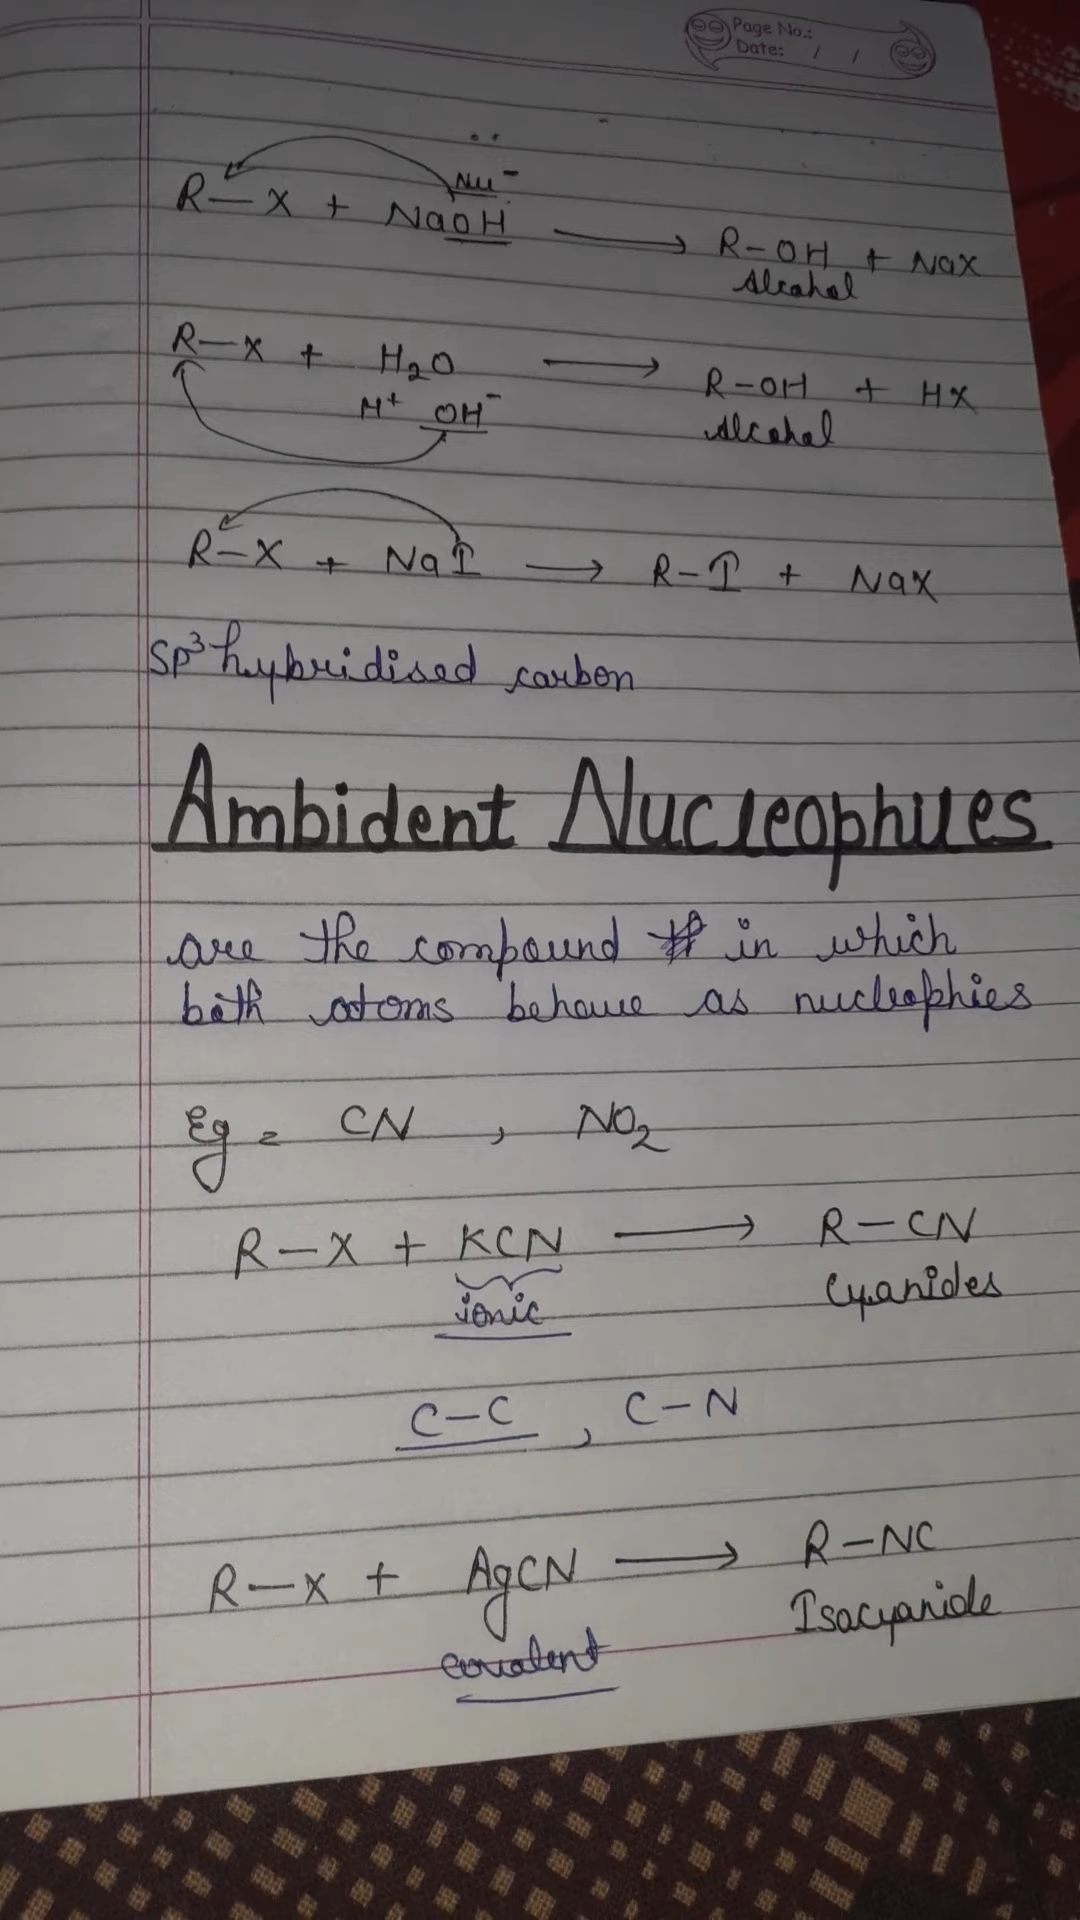 Page No.:
Date: / /
Nu⁻
R-X + NaOH ⟶ R-OH + NaX
Alcohol
R-X + H₂O ⟶ R-OH + HX
H⁺ OH⁻
Alcohol
R-X + NaI ⟶ R-I + NaX
SP³ hybridised carbon
Ambident Nucleophiles
are the compound in which
both atoms behave as nucleophies
Eg = CN , NO₂
R-X + KCN ⟶ R-CN
ionic
Cyanides
C-C , C-N
R-X + AgCN ⟶ R-NC
covalent
Isocyanide